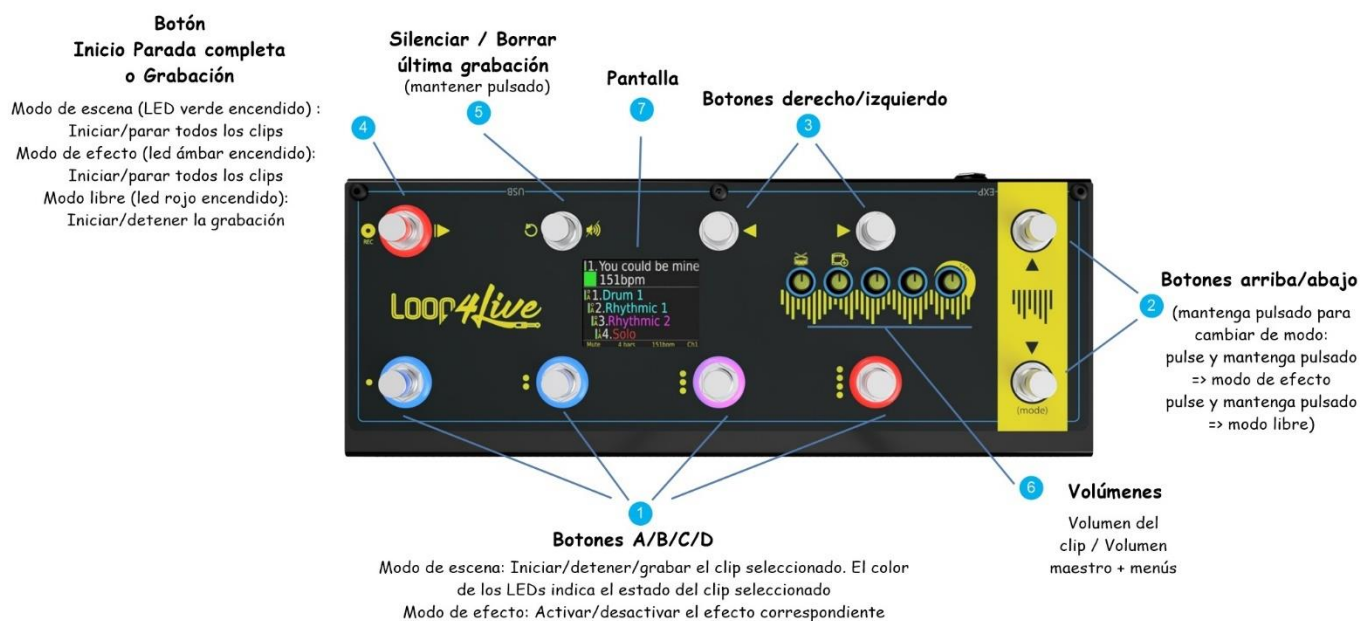 Botón
Inicio Parada completa
o Grabación
Modo de escena (LED verde encendido) :
Iniciar/parar todos los clips
Modo de efecto (led ámbar encendido):
Iniciar/parar todos los clips
Modo libre (led rojo encendido):
Iniciar/detener la grabación
4
Silenciar / Borrar
última grabación
(mantener pulsado)
5
Pantalla
7
Botones derecho/izquierdo
3
USB
EXP
REC
Loop4Live
1. You could be mine
151bpm
1.Drum 1
2.Rhythmic 1
3.Rhythmic 2
4.Solo
Mute 4 bars 151bpm Ch1
(mode)
2
Botones arriba/abajo
(mantenga pulsado para
cambiar de modo:
pulse y mantenga pulsado
=> modo de efecto
pulse y mantenga pulsado
=> modo libre)
6
Volúmenes
Volumen del
clip / Volumen
maestro + menús
1
Botones A/B/C/D
Modo de escena: Iniciar/detener/grabar el clip seleccionado. El color
de los LEDs indica el estado del clip seleccionado
Modo de efecto: Activar/desactivar el efecto correspondiente